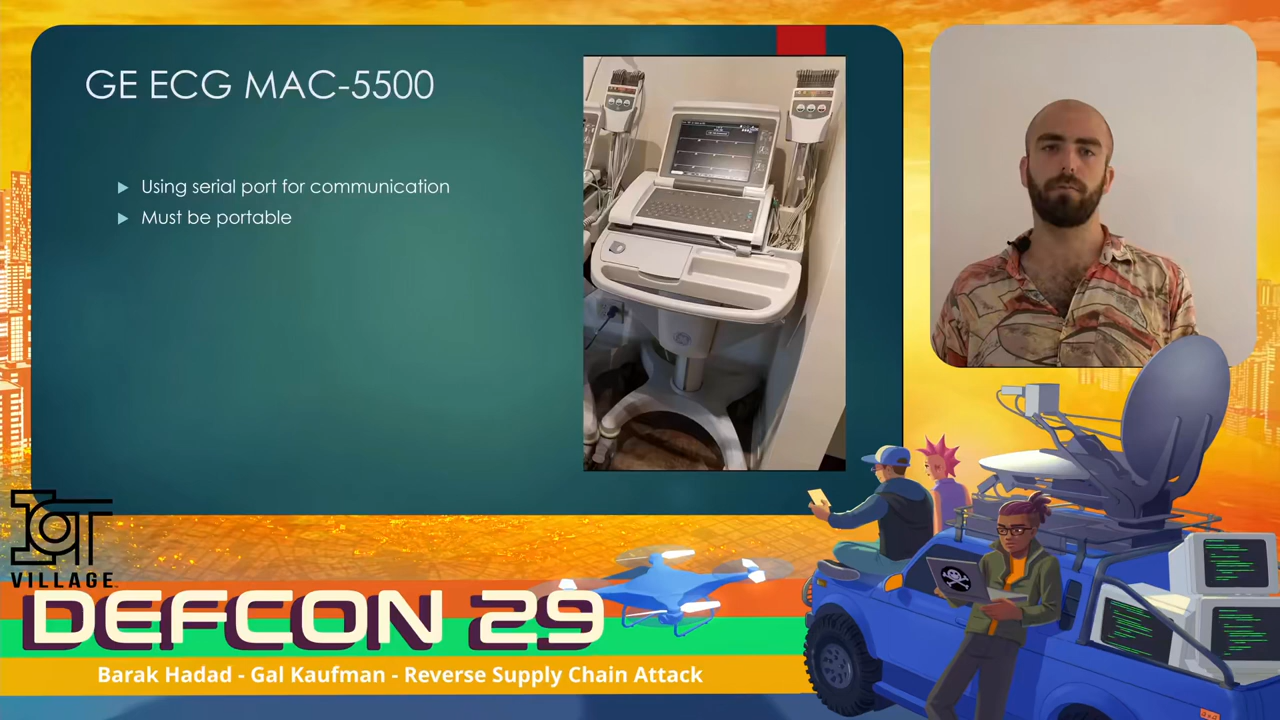 GE ECG MAC-5500
Using serial port for communication
Must be portable
IoT
VILLAGE
DEFCON 29
Barak Hadad - Gal Kaufman - Reverse Supply Chain Attack